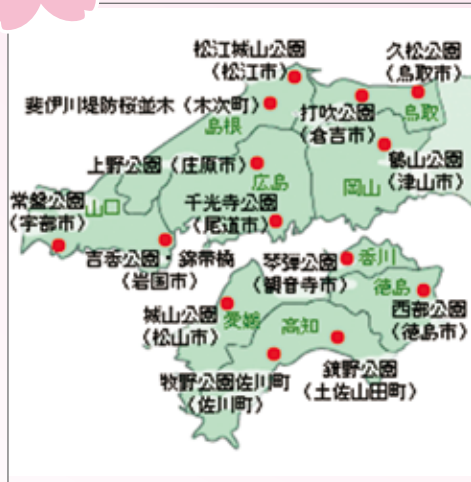 松江城山公園
(松江市)
久松公園
(鳥取市)
斐伊川堤防桜並木(木次町)
打吹公園
(倉吉市)
鳥取
島根
鶴山公園
(津山市)
上野公園(庄原市)
広島
岡山
常盤公園
(宇部市)
山口
千光寺公園
(尾道市)
吉香公園・錦帯橋
(岩国市)
琴弾公園
(観音寺市)
香川
徳島
西部公園
(徳島市)
城山公園
(松山市)
愛媛
高知
牧野公園佐川町
(佐川町)
鏡野公園
(土佐山田町)